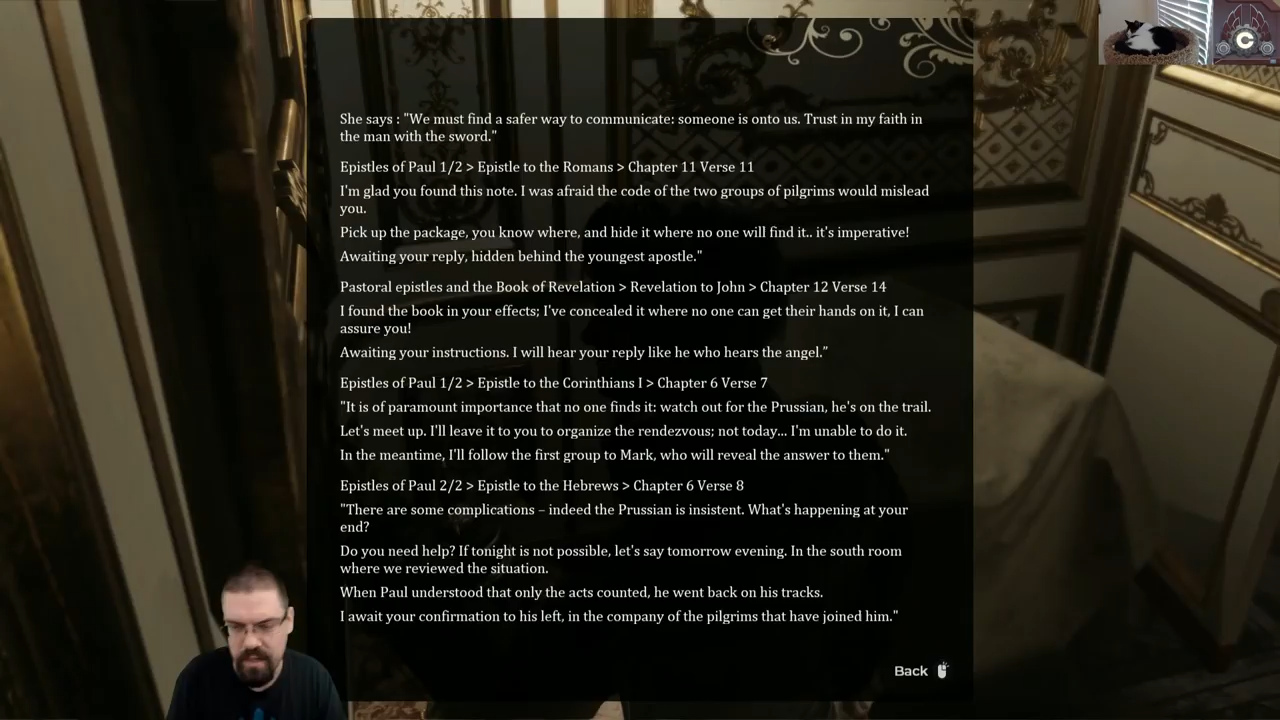 She says : "We must find a safer way to communicate: someone is onto us. Trust in my faith in
the man with the sword."
Epistles of Paul 1/2 > Epistle to the Romans > Chapter 11 Verse 11
I'm glad you found this note. I was afraid the code of the two groups of pilgrims would mislead
you.
Pick up the package, you know where, and hide it where no one will find it.. it's imperative!
Awaiting your reply, hidden behind the youngest apostle."
Pastoral epistles and the Book of Revelation > Revelation to John > Chapter 12 Verse 14
I found the book in your effects; I've concealed it where no one can get their hands on it, I can
assure you!
Awaiting your instructions. I will hear your reply like he who hears the angel.”
Epistles of Paul 1/2 > Epistle to the Corinthians I > Chapter 6 Verse 7
"It is of paramount importance that no one finds it: watch out for the Prussian, he's on the trail.
Let's meet up. I'll leave it to you to organize the rendezvous; not today... I'm unable to do it.
In the meantime, I'll follow the first group to Mark, who will reveal the answer to them."
Epistles of Paul 2/2 > Epistle to the Hebrews > Chapter 6 Verse 8
"There are some complications – indeed the Prussian is insistent. What's happening at your
end?
Do you need help? If tonight is not possible, let's say tomorrow evening. In the south room
where we reviewed the situation.
When Paul understood that only the acts counted, he went back on his tracks.
I await your confirmation to his left, in the company of the pilgrims that have joined him."
Back
C